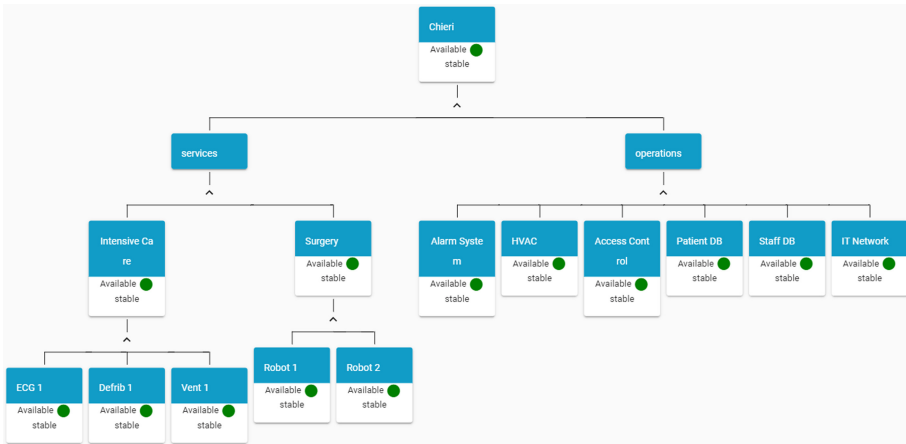 Chieri
Available
stable
services
operations
Intensive Ca
re
Available
stable
Surgery
Available
stable
Alarm Syste
m
Available
stable
HVAC
Available
stable
Access Cont
rol
Available
stable
Patient DB
Available
stable
Staff DB
Available
stable
IT Network
Available
stable
ECG 1
Available
stable
Defrib 1
Available
stable
Vent 1
Available
stable
Robot 1
Available
stable
Robot 2
Available
stable